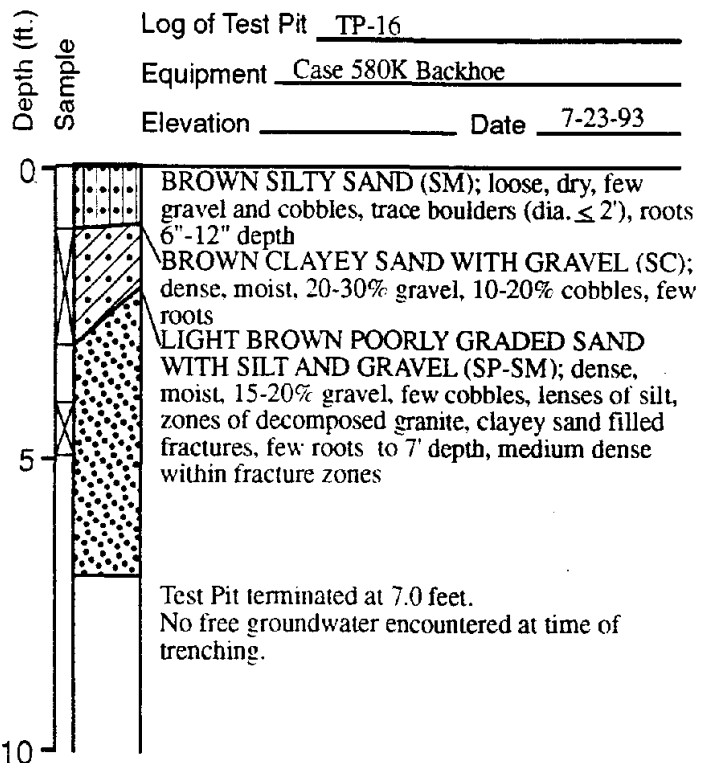 Depth (ft.)
Sample
Log of Test Pit TP-16
Equipment Case 580K Backhoe
Elevation
Date 7-23-93
0
BROWN SILTY SAND (SM); loose, dry, few
gravel and cobbles, trace boulders (dia. ≤ 2'), roots
6"-12" depth
BROWN CLAYEY SAND WITH GRAVEL (SC);
dense, moist, 20-30% gravel, 10-20% cobbles, few
roots
LIGHT BROWN POORLY GRADED SAND
WITH SILT AND GRAVEL (SP-SM); dense,
moist, 15-20% gravel, few cobbles, lenses of silt,
zones of decomposed granite, clayey sand filled
fractures, few roots to 7' depth, medium dense
within fracture zones
5
Test Pit terminated at 7.0 feet.
No free groundwater encountered at time of
trenching.
10